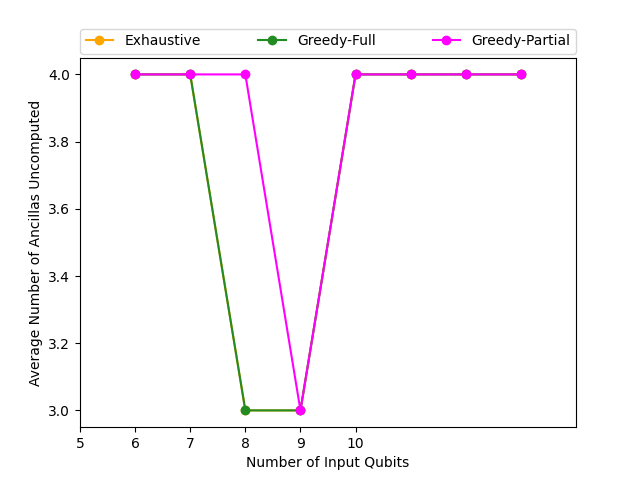 Exhaustive Greedy-Full Greedy-Partial
4.0
3.8
3.6
3.4
3.2
3.0
Average Number of Ancillas Uncomputed
5 6 7 8 9 10
Number of Input Qubits